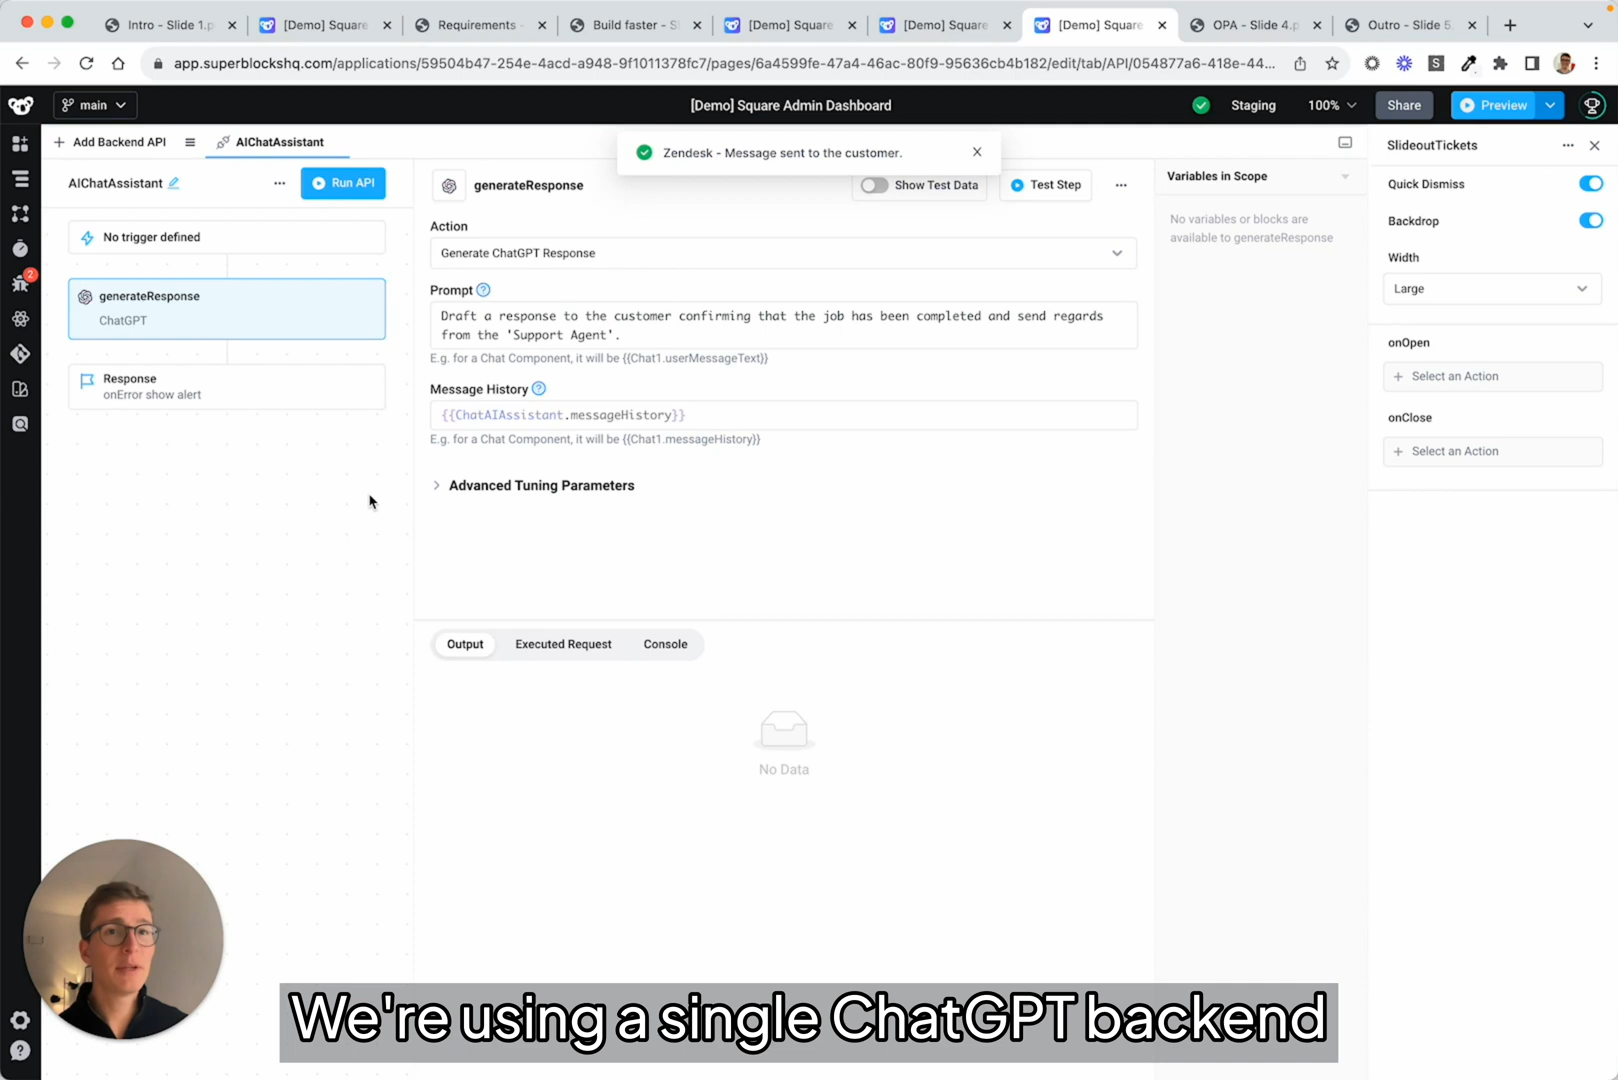 Intro - Slide 1.p
[Demo] Square
Requirements -
Build faster - Sl
[Demo] Square
[Demo] Square
[Demo] Square
OPA - Slide 4.p
Outro - Slide 5.
app.superblockshq.com/applications/59504b47-254e-4acd-a948-9f1011378fc7/pages/6a4599fe-47a4-46ac-80f9-95636cb4b182/edit/tab/API/054877a6-418e-44...
main
[Demo] Square Admin Dashboard
Staging
100%
Share
Preview
Add Backend API
AIChatAssistant
Zendesk - Message sent to the customer.
SlideoutTickets
AIChatAssistant
Run API
generateResponse
Show Test Data
Test Step
Variables in Scope
No variables or blocks are
available to generateResponse
Quick Dismiss
Backdrop
Width
Large
onOpen
+ Select an Action
onClose
+ Select an Action
2
No trigger defined
generateResponse
ChatGPT
Response
onError show alert
Action
Generate ChatGPT Response
Prompt
Draft a response to the customer confirming that the job has been completed and send regards
from the 'Support Agent'.
E.g. for a Chat Component, it will be {{Chat1.userMessageText}}
Message History
{{ChatAIAssistant.messageHistory}}
E.g. for a Chat Component, it will be {{Chat1.messageHistory}}
Advanced Tuning Parameters
Output
Executed Request
Console
No Data
We're using a single ChatGPT backend